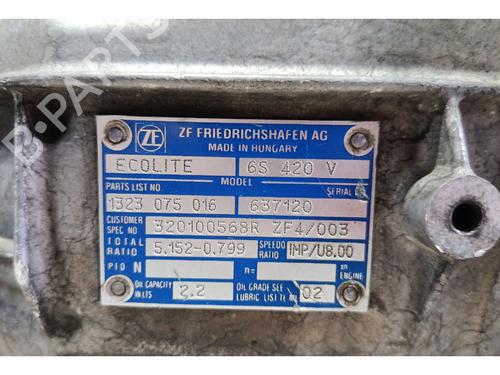 ZF
ZF FRIEDRICHSHAFEN AG
MADE IN HUNGARY
ECOLITE 6S 420 V
MODEL
PARTS LIST NO. SERIAL
1323 075 016 637120
CUSTOMER SPEC NO 320100568R ZF4/003
TOTAL RATIO 5.152-0.799 SPEEDO RATIO IMP/U8.00
P TO N n= xn ENGINE
OIL CAPACITY IN LTS 2.2 OIL GRADE SEE LUBRIC. LIST TE ML 02
B-PARTS